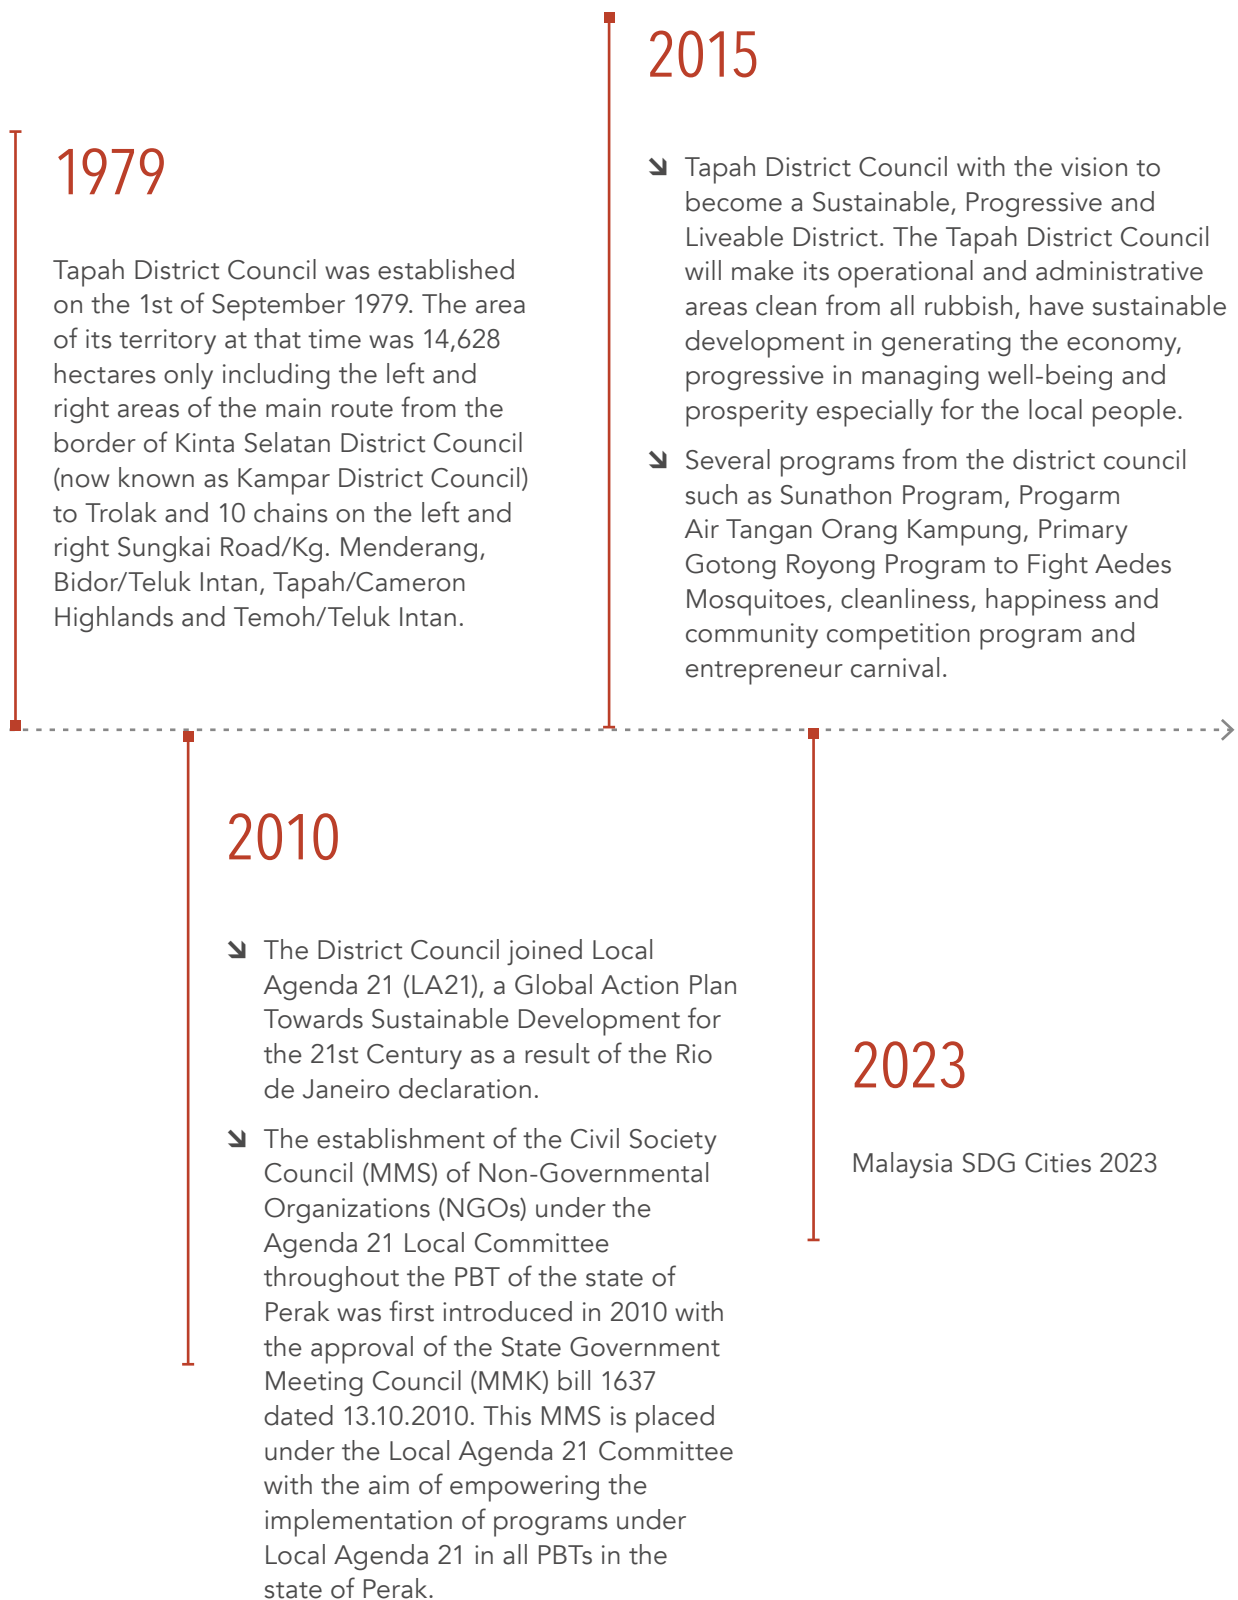 1979
Tapah District Council was established
on the 1st of September 1979. The area
of its territory at that time was 14,628
hectares only including the left and
right areas of the main route from the
border of Kinta Selatan District Council
(now known as Kampar District Council)
to Trolak and 10 chains on the left and
right Sungkai Road/Kg. Menderang,
Bidor/Teluk Intan, Tapah/Cameron
Highlands and Temoh/Teluk Intan.
2010
The District Council joined Local
Agenda 21 (LA21), a Global Action Plan
Towards Sustainable Development for
the 21st Century as a result of the Rio
de Janeiro declaration.
The establishment of the Civil Society
Council (MMS) of Non-Governmental
Organizations (NGOs) under the
Agenda 21 Local Committee
throughout the PBT of the state of
Perak was first introduced in 2010 with
the approval of the State Government
Meeting Council (MMK) bill 1637
dated 13.10.2010. This MMS is placed
under the Local Agenda 21 Committee
with the aim of empowering the
implementation of programs under
Local Agenda 21 in all PBTs in the
state of Perak.
2015
Tapah District Council with the vision to
become a Sustainable, Progressive and
Liveable District. The Tapah District Council
will make its operational and administrative
areas clean from all rubbish, have sustainable
development in generating the economy,
progressive in managing well-being and
prosperity especially for the local people.
Several programs from the district council
such as Sunathon Program, Progarm
Air Tangan Orang Kampung, Primary
Gotong Royong Program to Fight Aedes
Mosquitoes, cleanliness, happiness and
community competition program and
entrepreneur carnival.
2023
Malaysia SDG Cities 2023